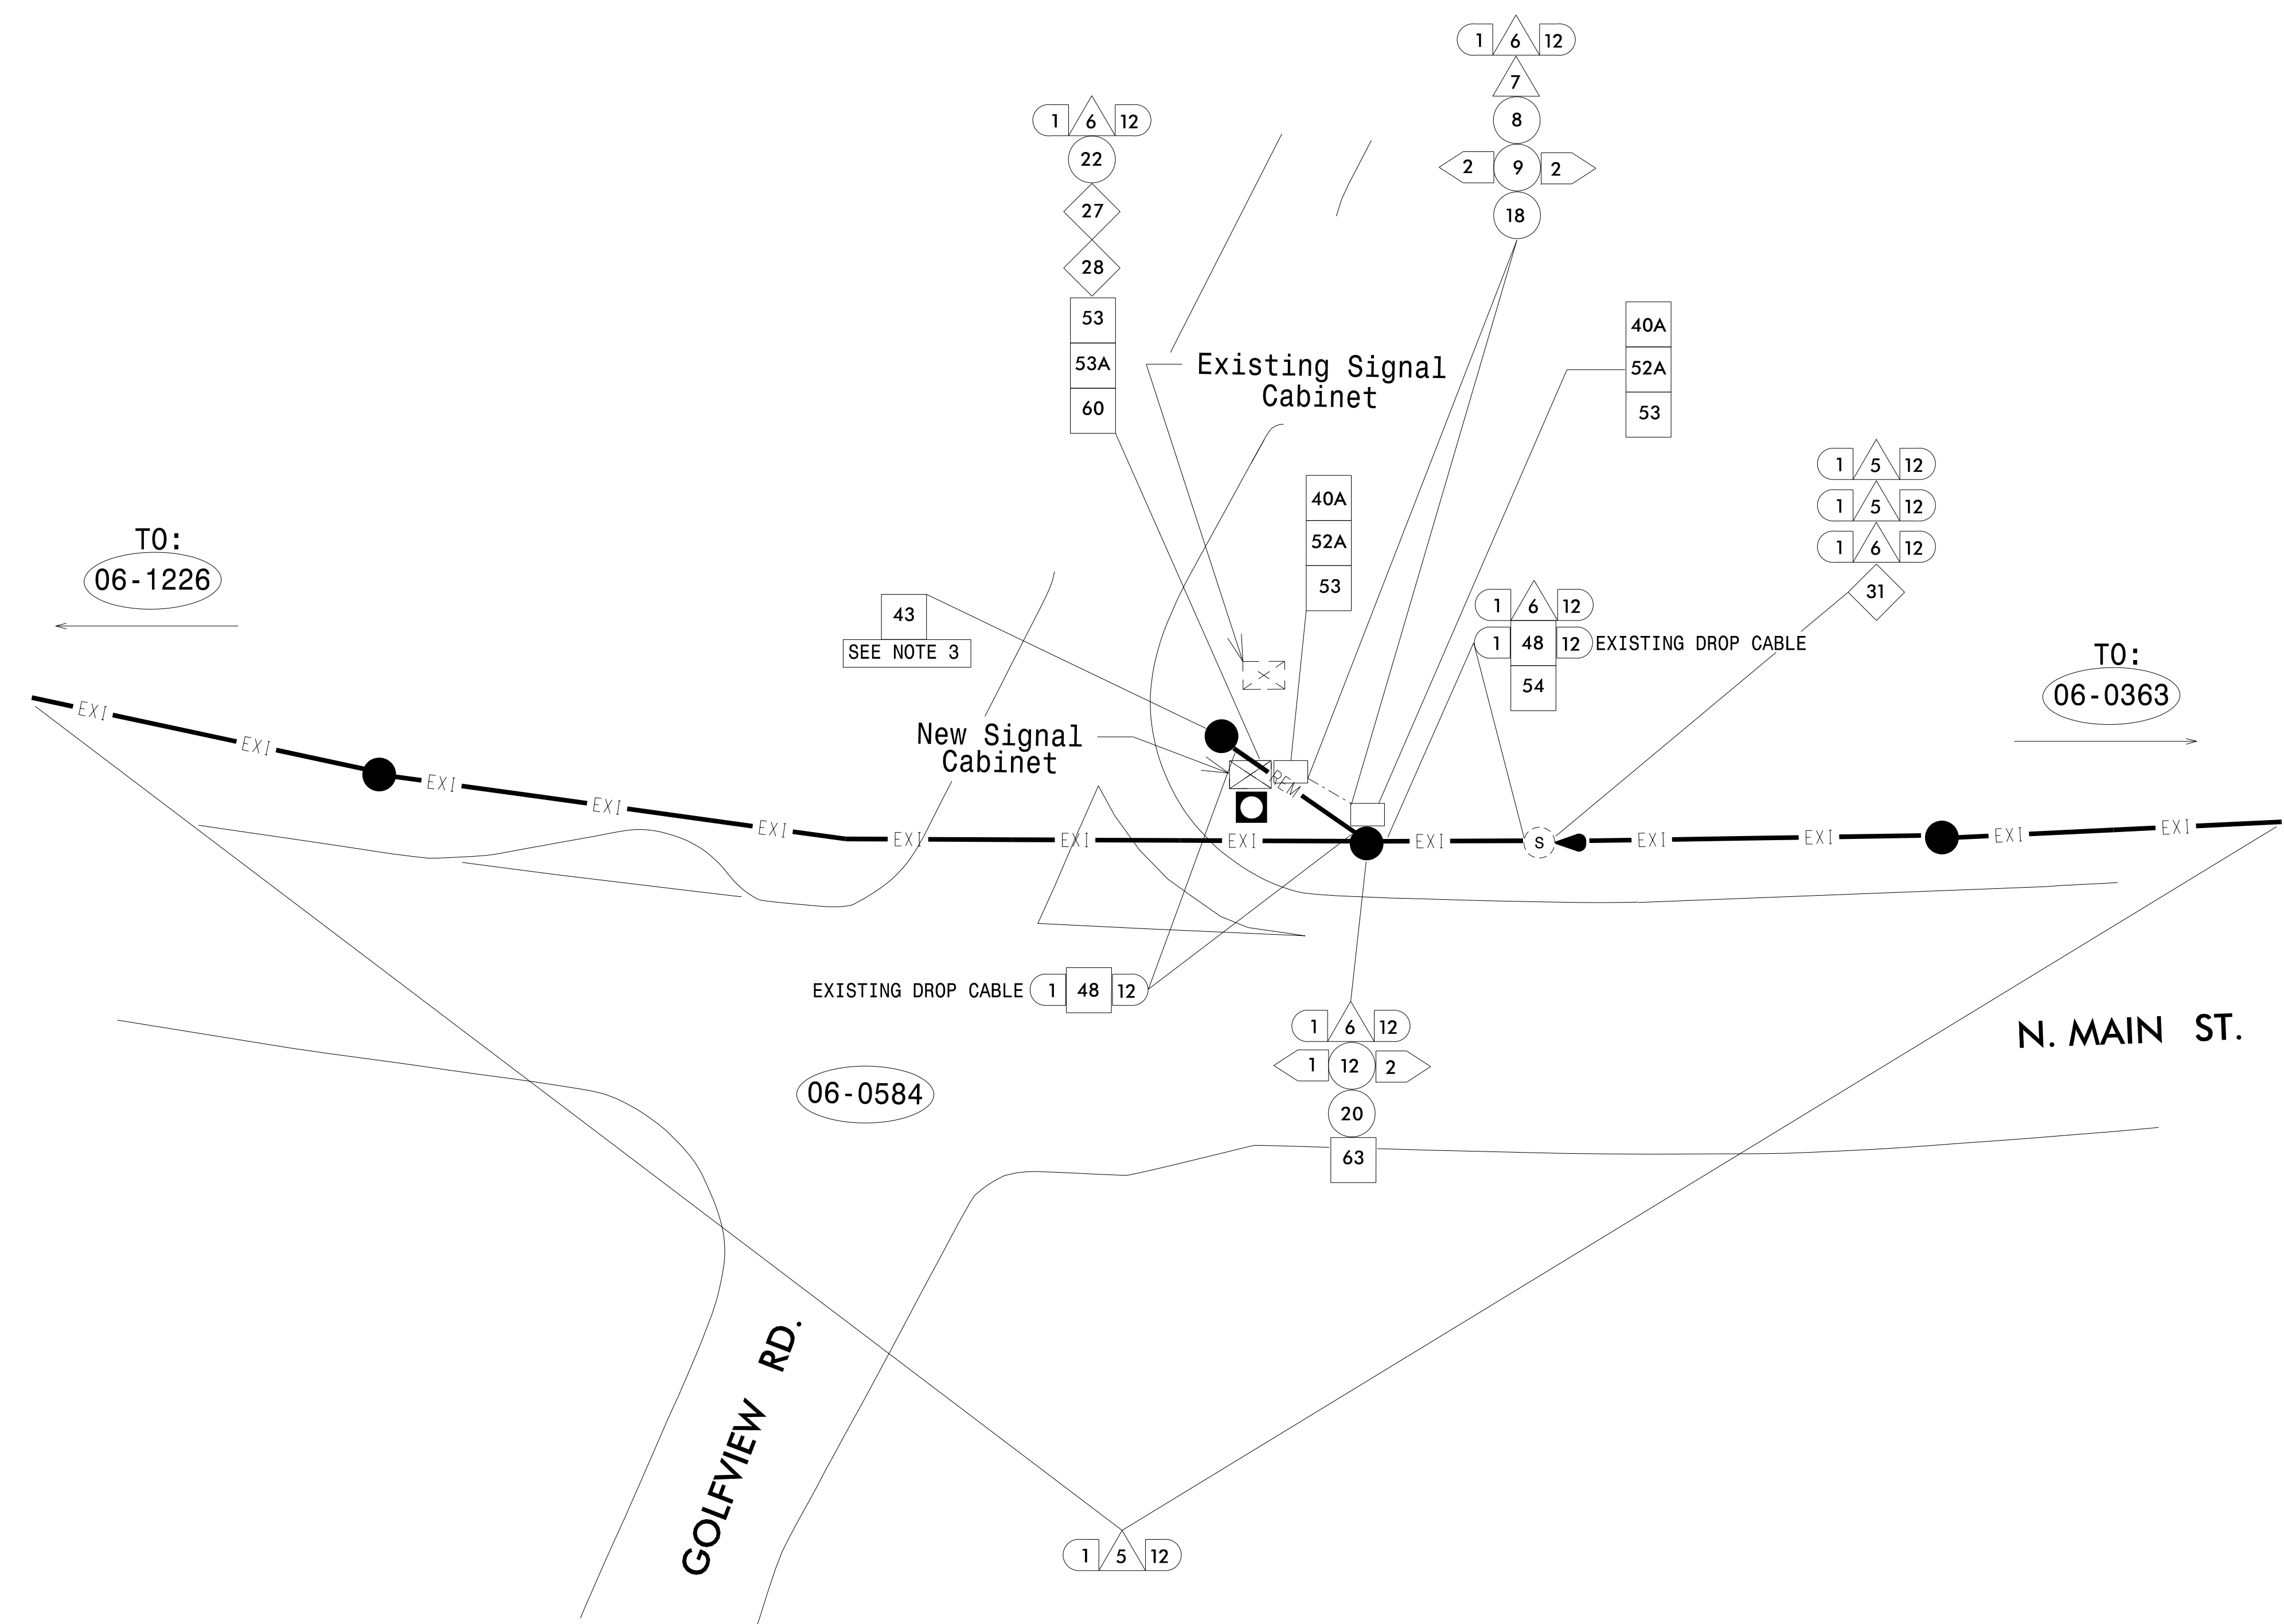 1 6 12
7
8
2 9 2
18
1 6 12
22
27
28
53
53A
60
Existing Signal
Cabinet
40A
52A
53
40A
52A
53
1 5 12
1 5 12
1 6 12
31
TO:
06-1226
43
SEE NOTE 3
1 6 12
1 48 12 EXISTING DROP CABLE
54
TO:
06-0363
New Signal
Cabinet
REM
EXI
EXI
EXI
EXI
EXI
EXI
EXI
EXI
EXI
S
EXI
EXI
EXI
EXI
EXISTING DROP CABLE 1 48 12
1 6 12
1 12 2
20
63
N. MAIN ST.
06-0584
GOLFVIEW RD.
1 5 12